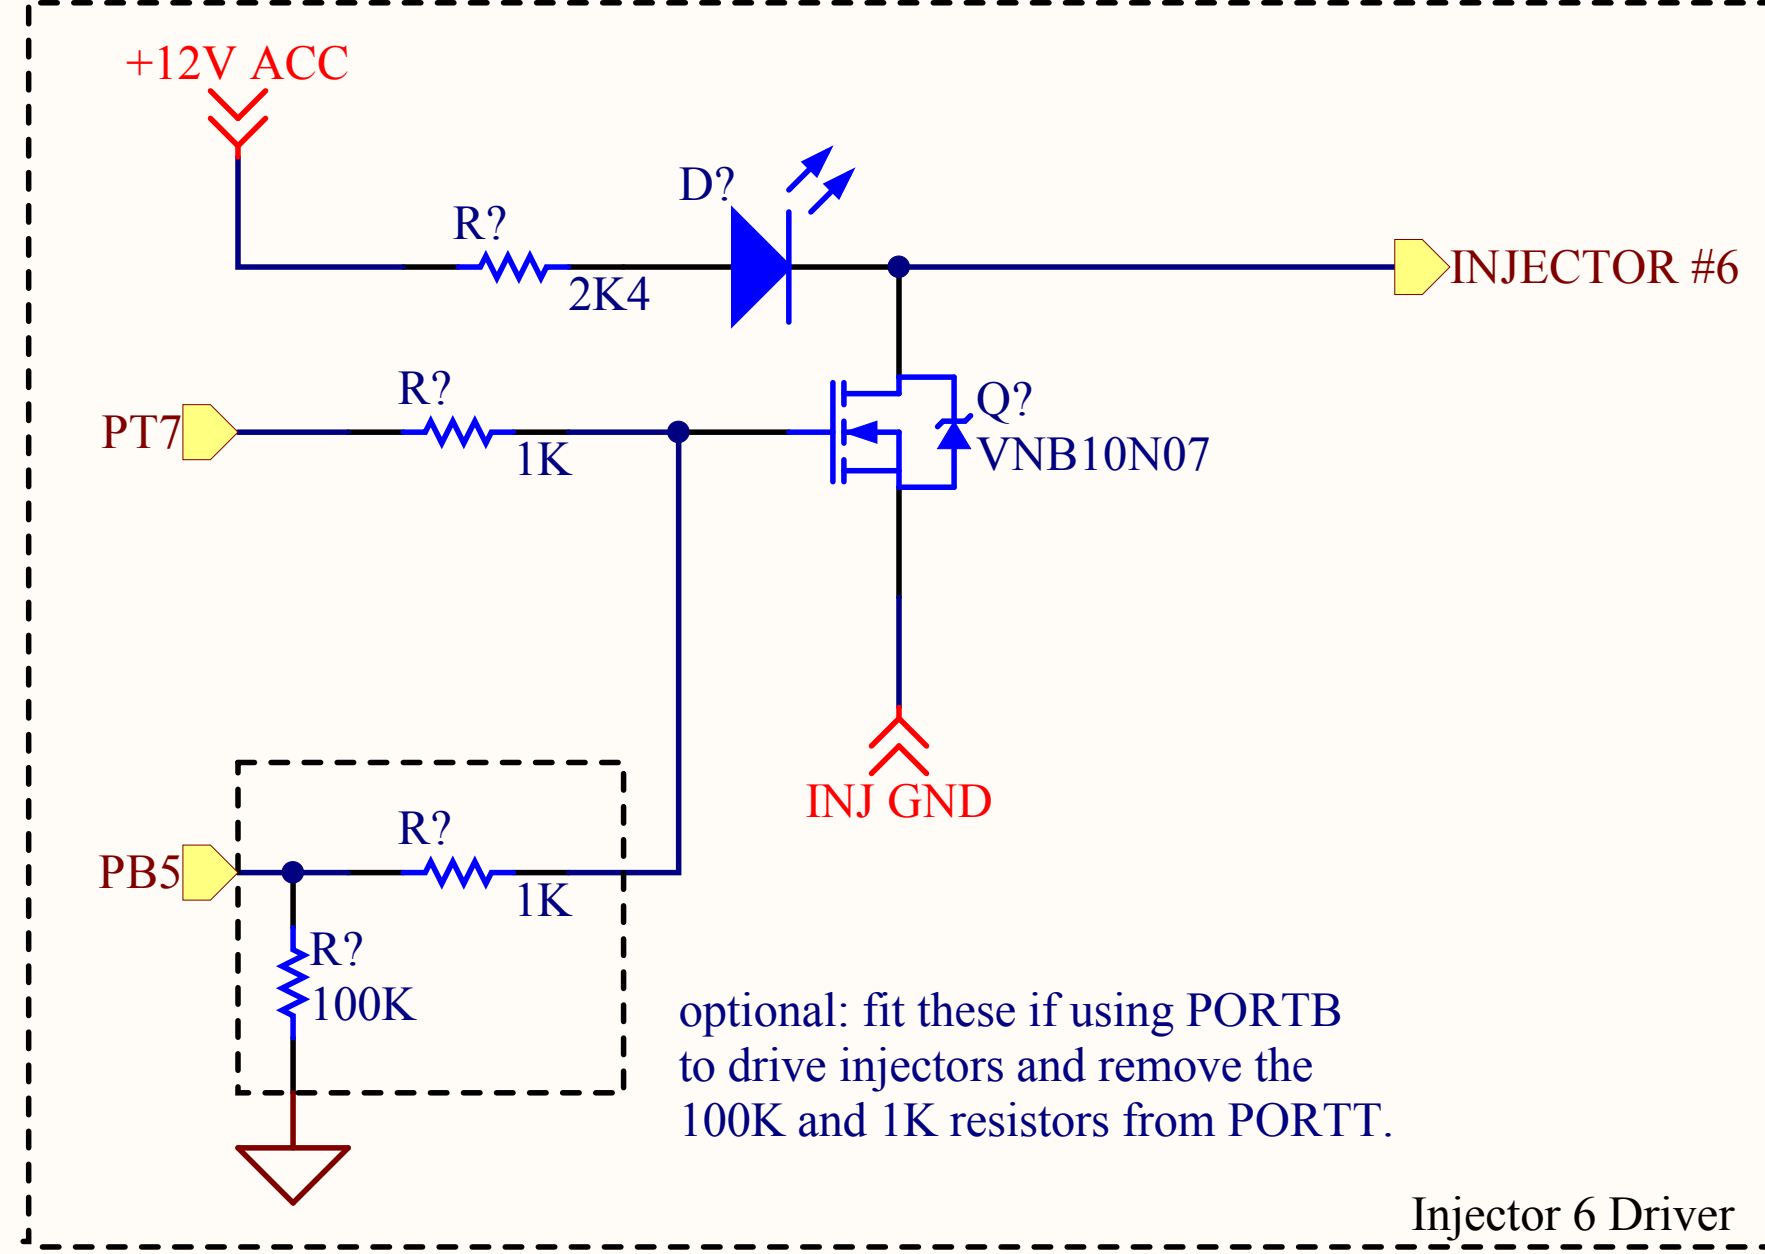 +12V ACC
D?
R?
2K4
INJECTOR #6
R?
PT7
1K
Q?
VNB10N07
INJ GND
R?
PB5
1K
R?
100K
optional: fit these if using PORTB
to drive injectors and remove the
100K and 1K resistors from PORTT.
Injector 6 Driver